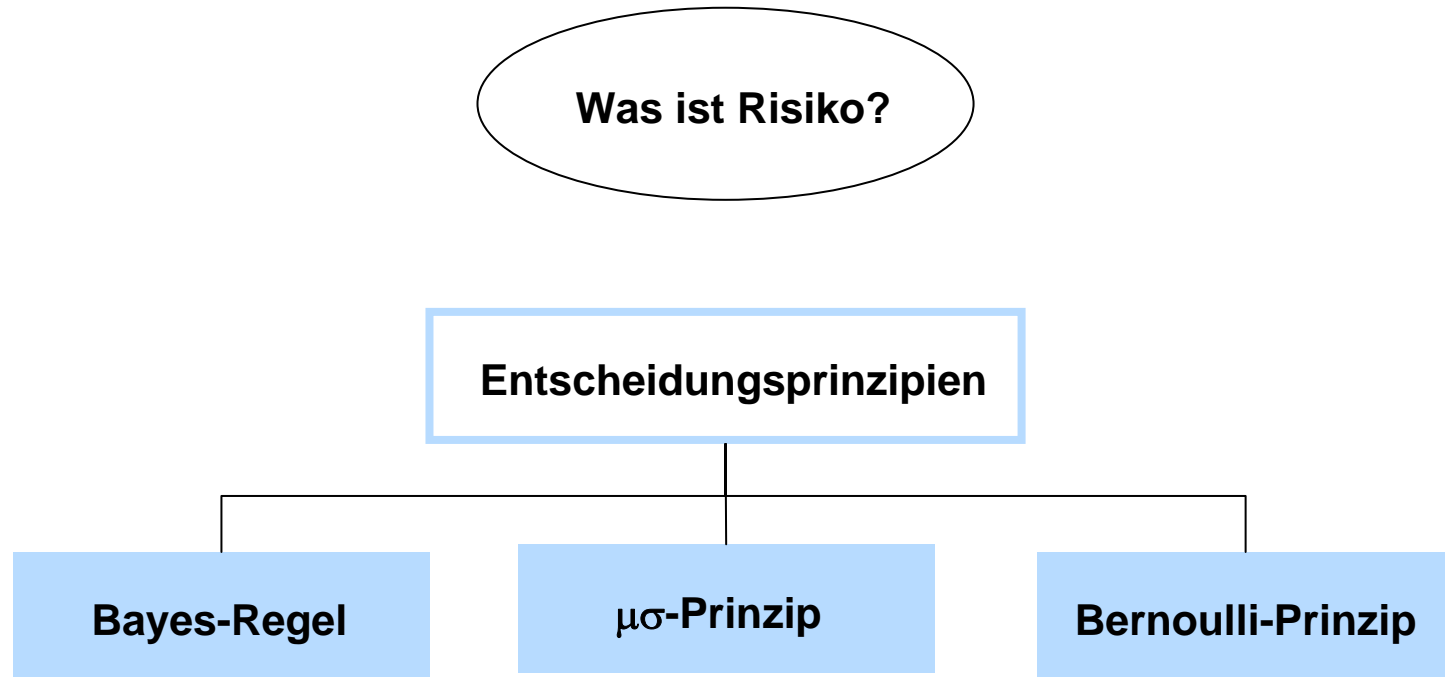 Was ist Risiko?
Entscheidungsprinzipien
Bayes-Regel
μσ-Prinzip
Bernoulli-Prinzip